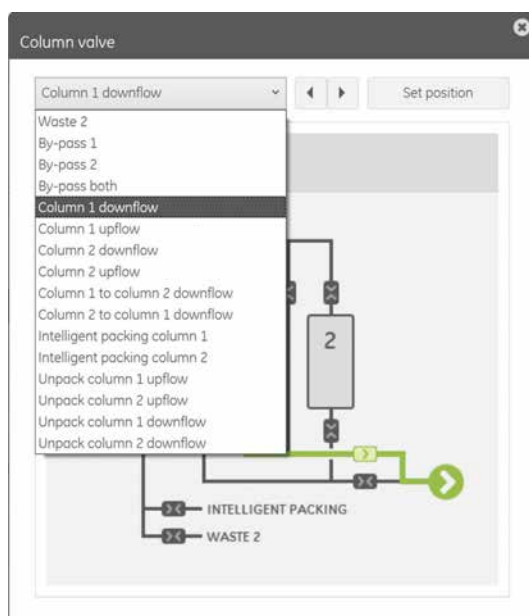 Column valve
Column 1 downflow
Set position
Waste 2
By-pass 1
By-pass 2
By-pass both
Column 1 downflow
Column 1 upflow
Column 2 downflow
Column 2 upflow
Column 1 to column 2 downflow
Column 2 to column 1 downflow
Intelligent packing column 1
Intelligent packing column 2
Unpack column 1 upflow
Unpack column 2 upflow
Unpack column 1 downflow
Unpack column 2 downflow
2
INTELLIGENT PACKING
WASTE 2